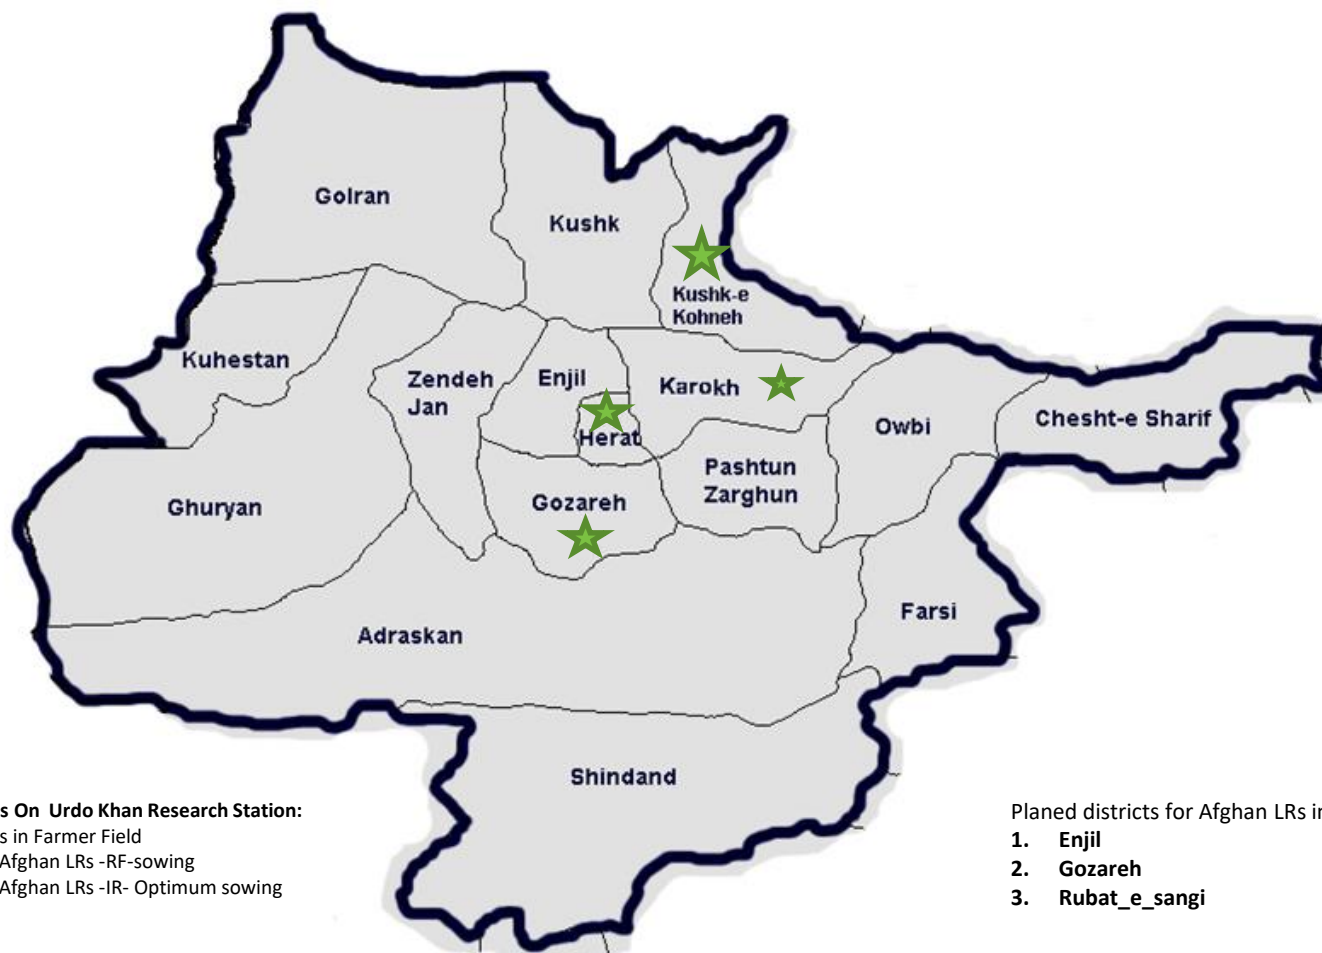 Golran
Kushk
Kushk-e
Kohneh
Kuhestan
Zendeh
Jan
Enjil
Karokh
Herat
Owbi
Chesht-e Sharif
Pashtun
Zarghun
Ghuryan
Gozareh
Farsi
Adraskan
Shindand
s On Urdo Khan Research Station:
s in Farmer Field
Afghan LRs -RF-sowing
Afghan LRs -IR- Optimum sowing
Planed districts for Afghan LRs in
1. Enjil
2. Gozareh
3. Rubat_e_sangi